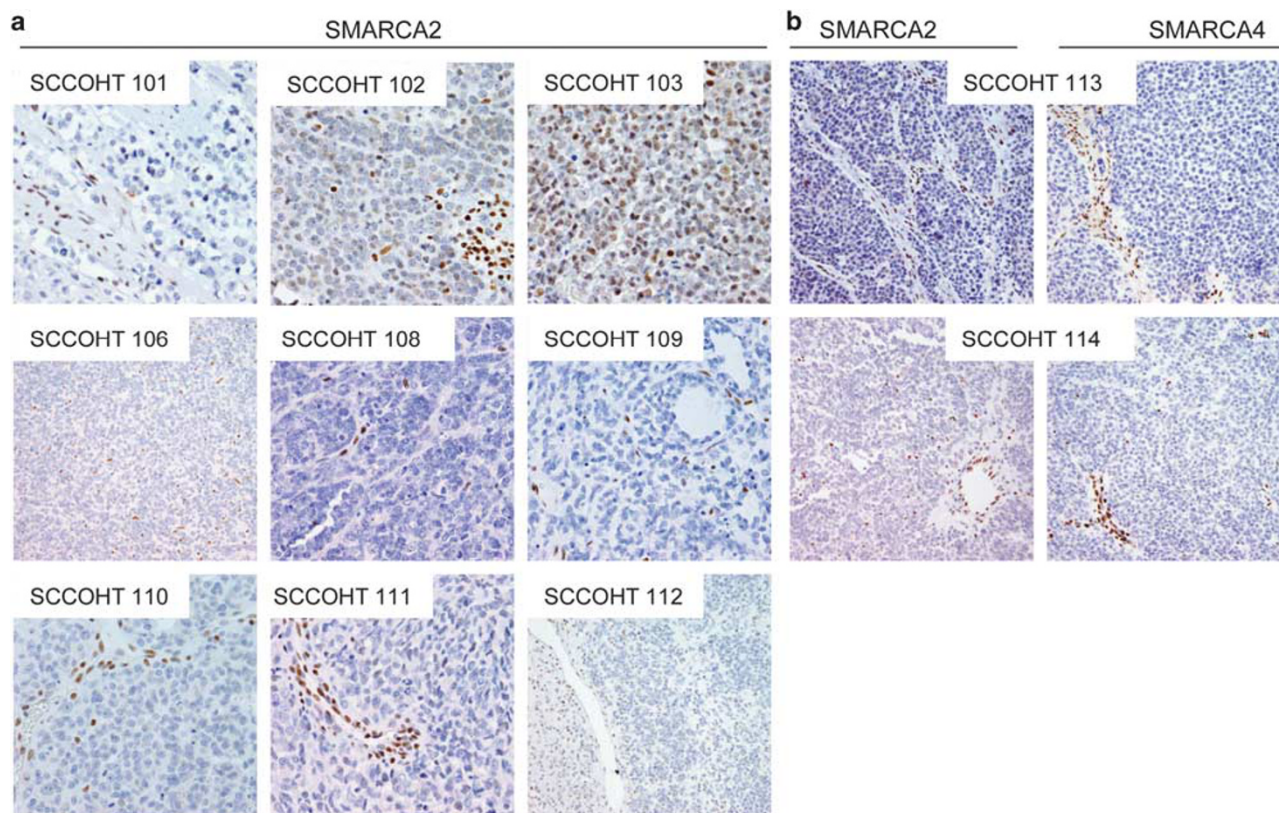 a
SMARCA2
SCCOHT 101
SCCOHT 102
SCCOHT 103
SCCOHT 106
SCCOHT 108
SCCOHT 109
SCCOHT 110
SCCOHT 111
SCCOHT 112
b
SMARCA2
SMARCA4
SCCOHT 113
SCCOHT 114